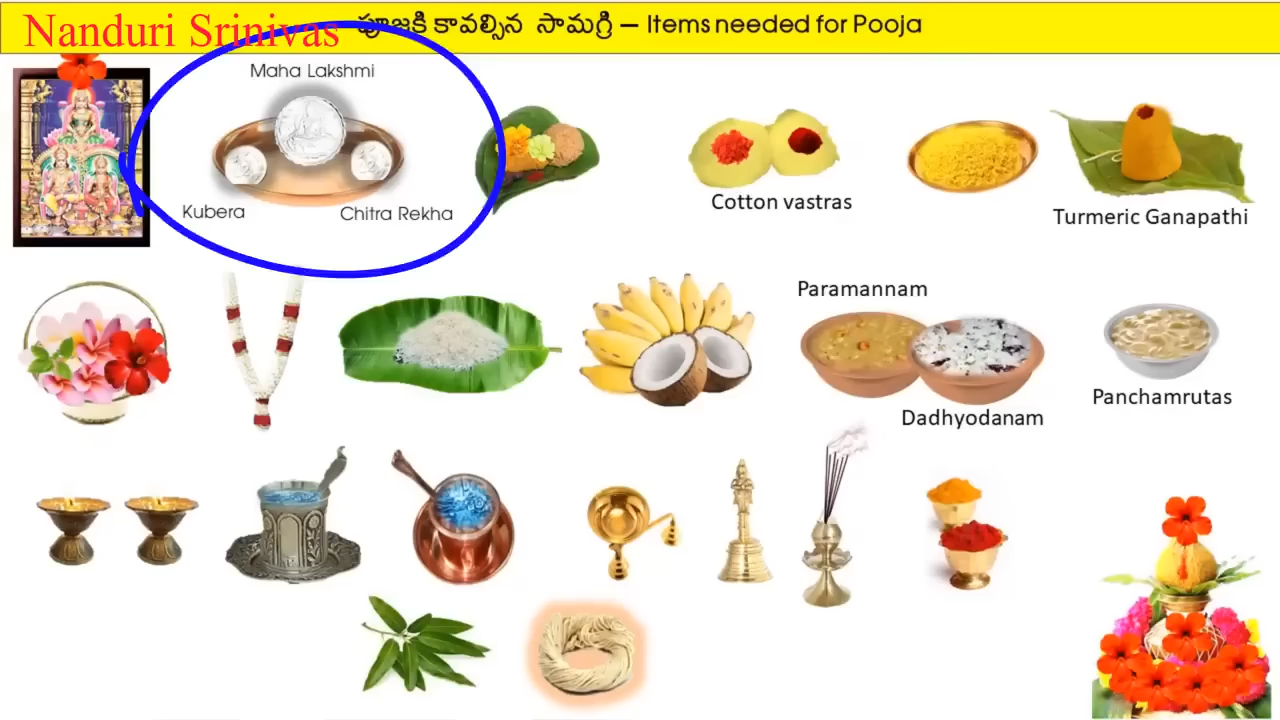 Nanduri Srinivas
పూజకి కావల్సిన సామగ్రి – Items needed for Pooja
Maha Lakshmi
Kubera
Chitra Rekha
Cotton vastras
Turmeric Ganapathi
Paramannam
Dadhyodanam
Panchamrutas